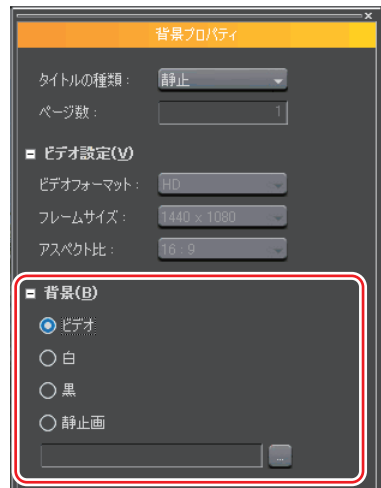 背景プロパティ
タイトルの種類： 静止
ページ数： 1
ビデオ設定(V)
ビデオフォーマット： HD
フレームサイズ： 1440 × 1080
アスペクト比： 16：9
背景(B)
ビデオ
白
黒
静止画
...